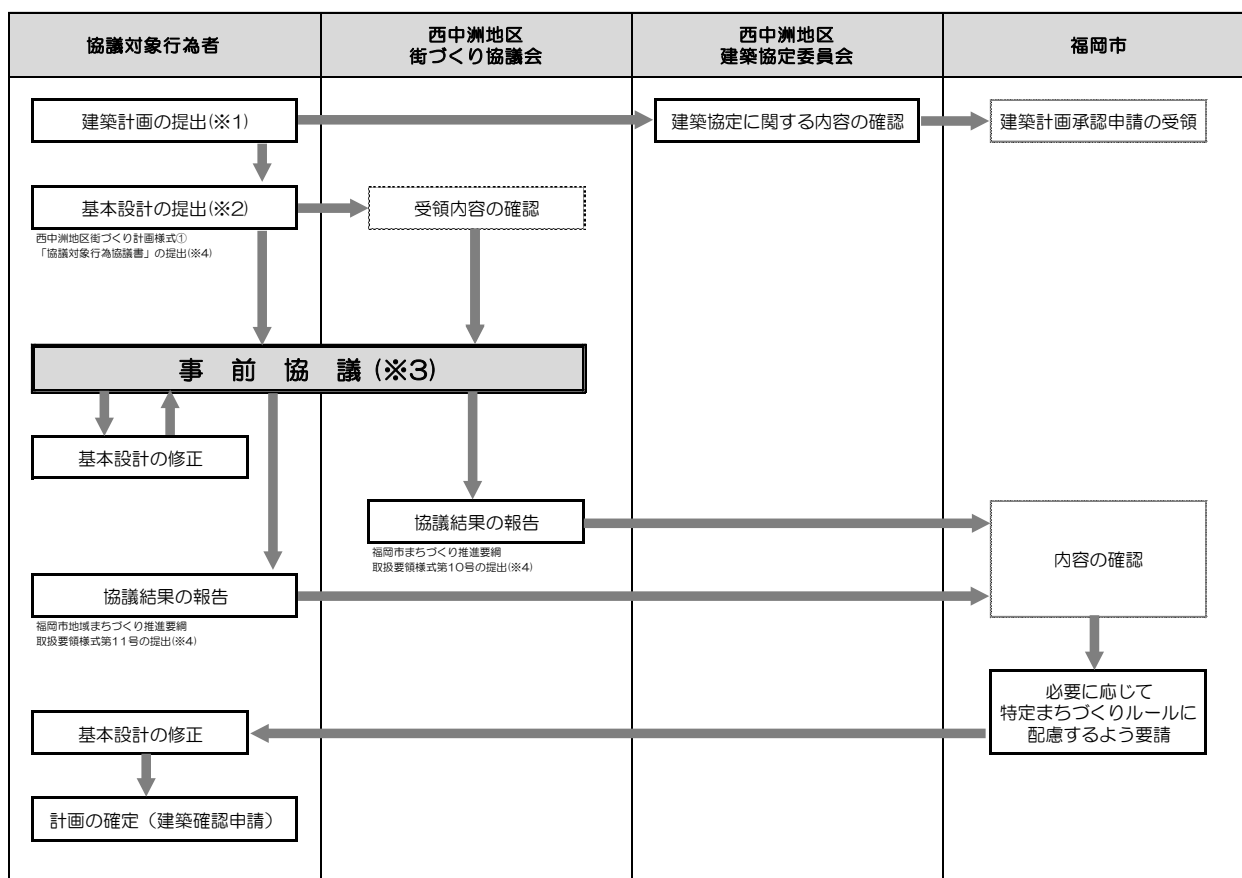 協議対象行為者
西中洲地区
街づくり協議会
西中洲地区
建築協定委員会
福岡市
建築計画の提出(※1)
建築協定に関する内容の確認
建築計画承認申請の受領
基本設計の提出(※2)
受領内容の確認
西中洲地区街づくり計画様式①
「協議対象行為協議書」の提出(※4)
事前協議(※3)
基本設計の修正
協議結果の報告
福岡市まちづくり推進要綱
取扱要領様式第10号の提出(※4)
内容の確認
協議結果の報告
福岡市地域まちづくり推進要綱
取扱要領様式第11号の提出(※4)
必要に応じて
特定まちづくりルールに
配慮するよう要請
基本設計の修正
計画の確定（建築確認申請）